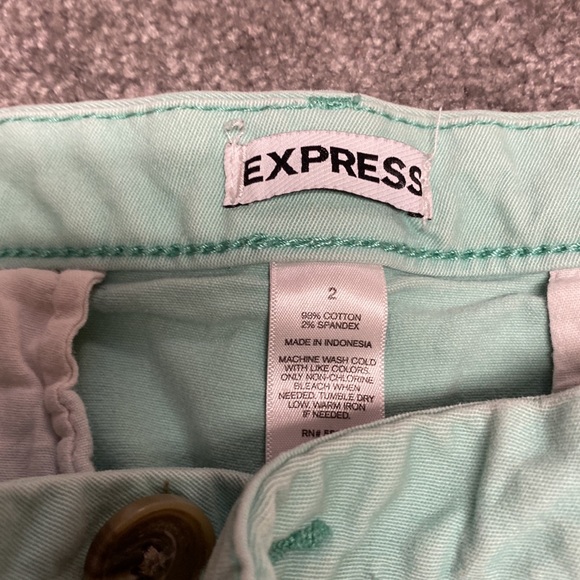 EXPRESS
2
98% COTTON
2% SPANDEX
MADE IN INDONESIA
MACHINE WASH COLD
WITH LIKE COLORS.
ONLY NON-CHLORINE
BLEACH WHEN
NEEDED. TUMBLE DRY
LOW. WARM IRON
IF NEEDED.
RN#